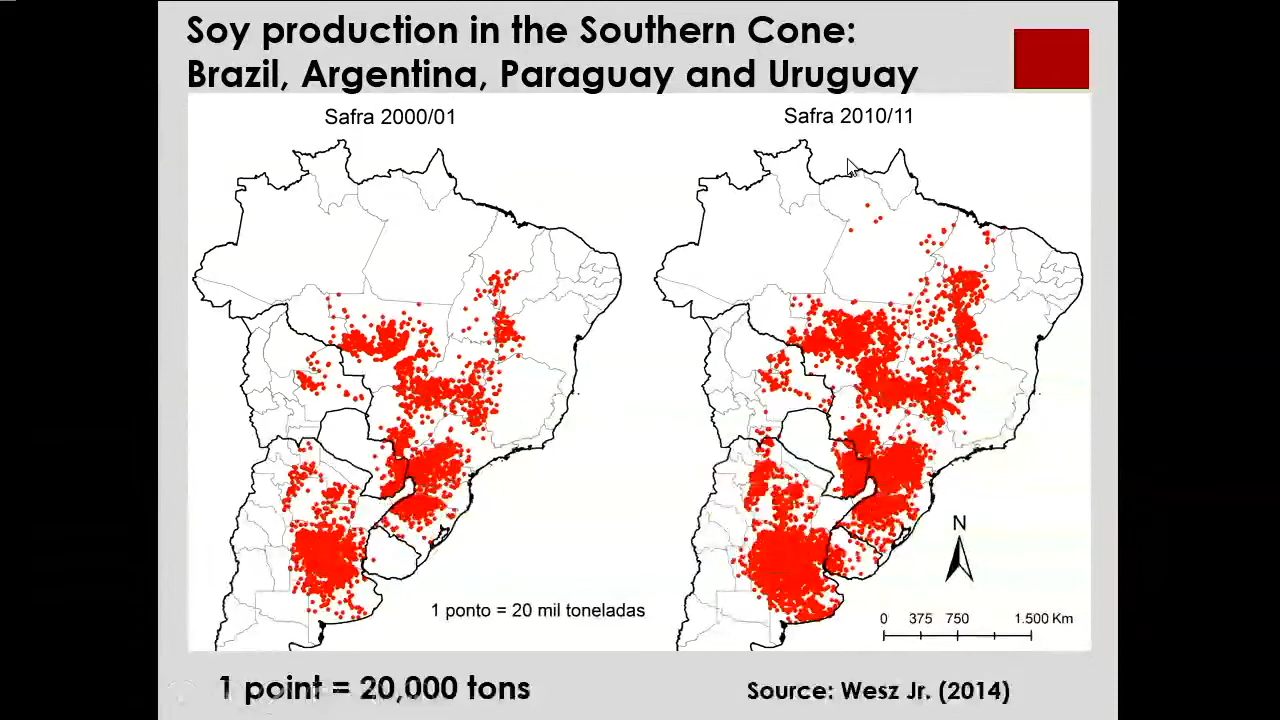 Soy production in the Southern Cone:
Brazil, Argentina, Paraguay and Uruguay
Safra 2000/01
Safra 2010/11
N
1 ponto = 20 mil toneladas
0 375 750 1.500 Km
1 point = 20,000 tons
Source: Wesz Jr. (2014)